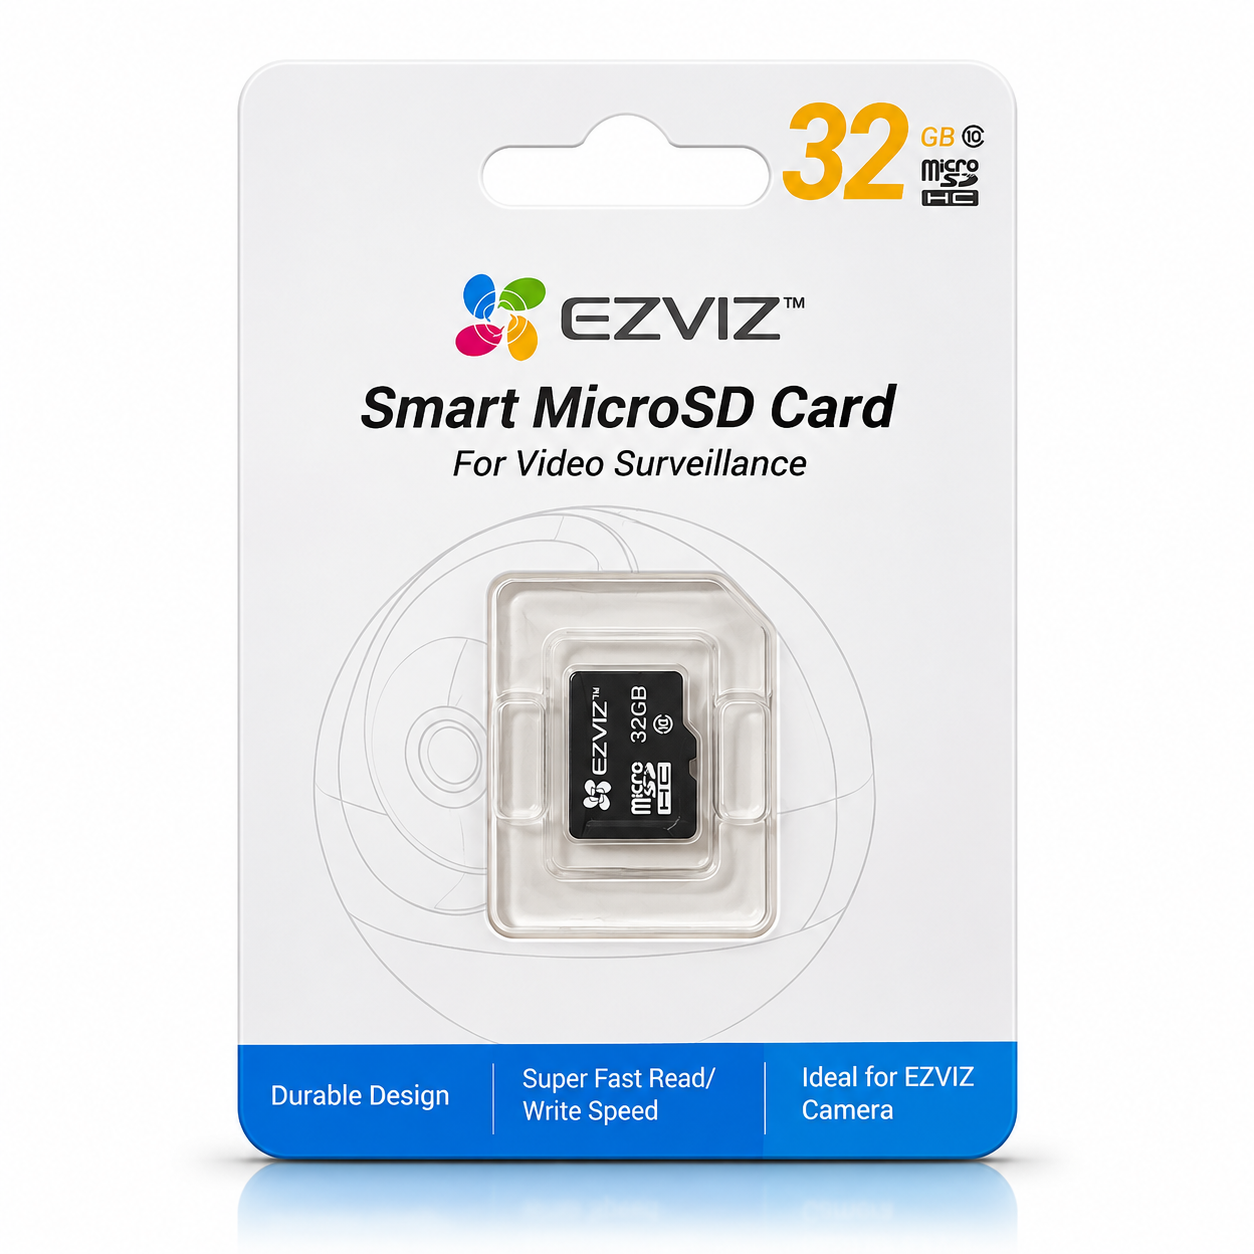 32 GB 10
micro
SD
HC
EZVIZ™
Smart MicroSD Card
For Video Surveillance
EZVIZ™
32GB 10
micro
SD
HC
Durable Design
Super Fast Read/
Write Speed
Ideal for EZVIZ
Camera